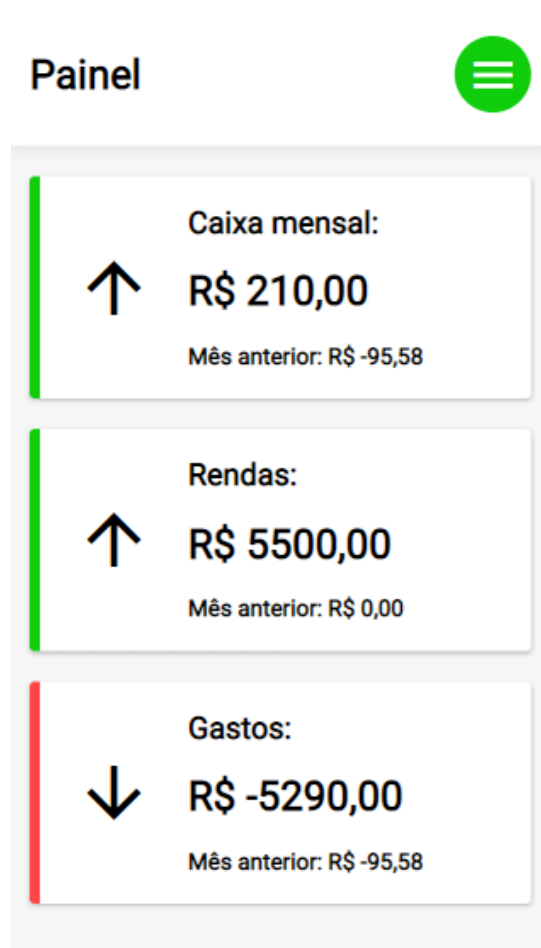 Painel
Caixa mensal:
R$ 210,00
Mês anterior: R$ -95,58
Rendas:
R$ 5500,00
Mês anterior: R$ 0,00
Gastos:
R$ -5290,00
Mês anterior: R$ -95,58